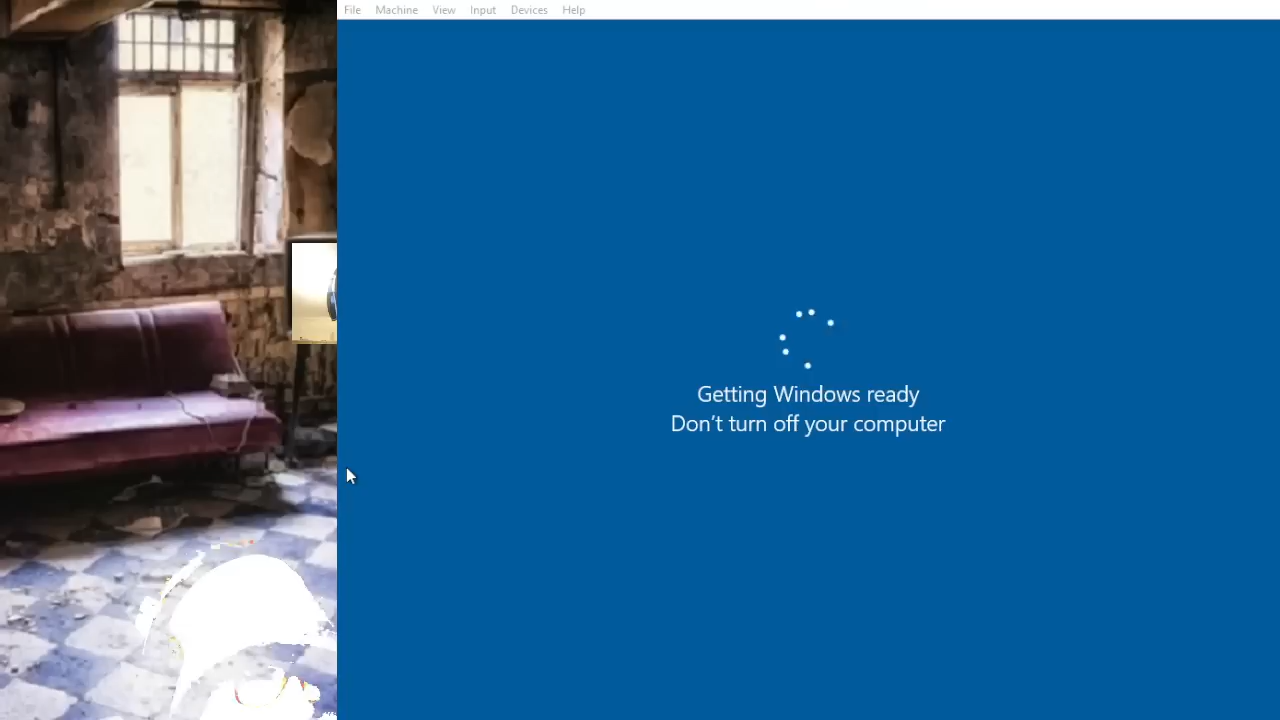 File Machine View Input Devices Help
Getting Windows ready
Don't turn off your computer